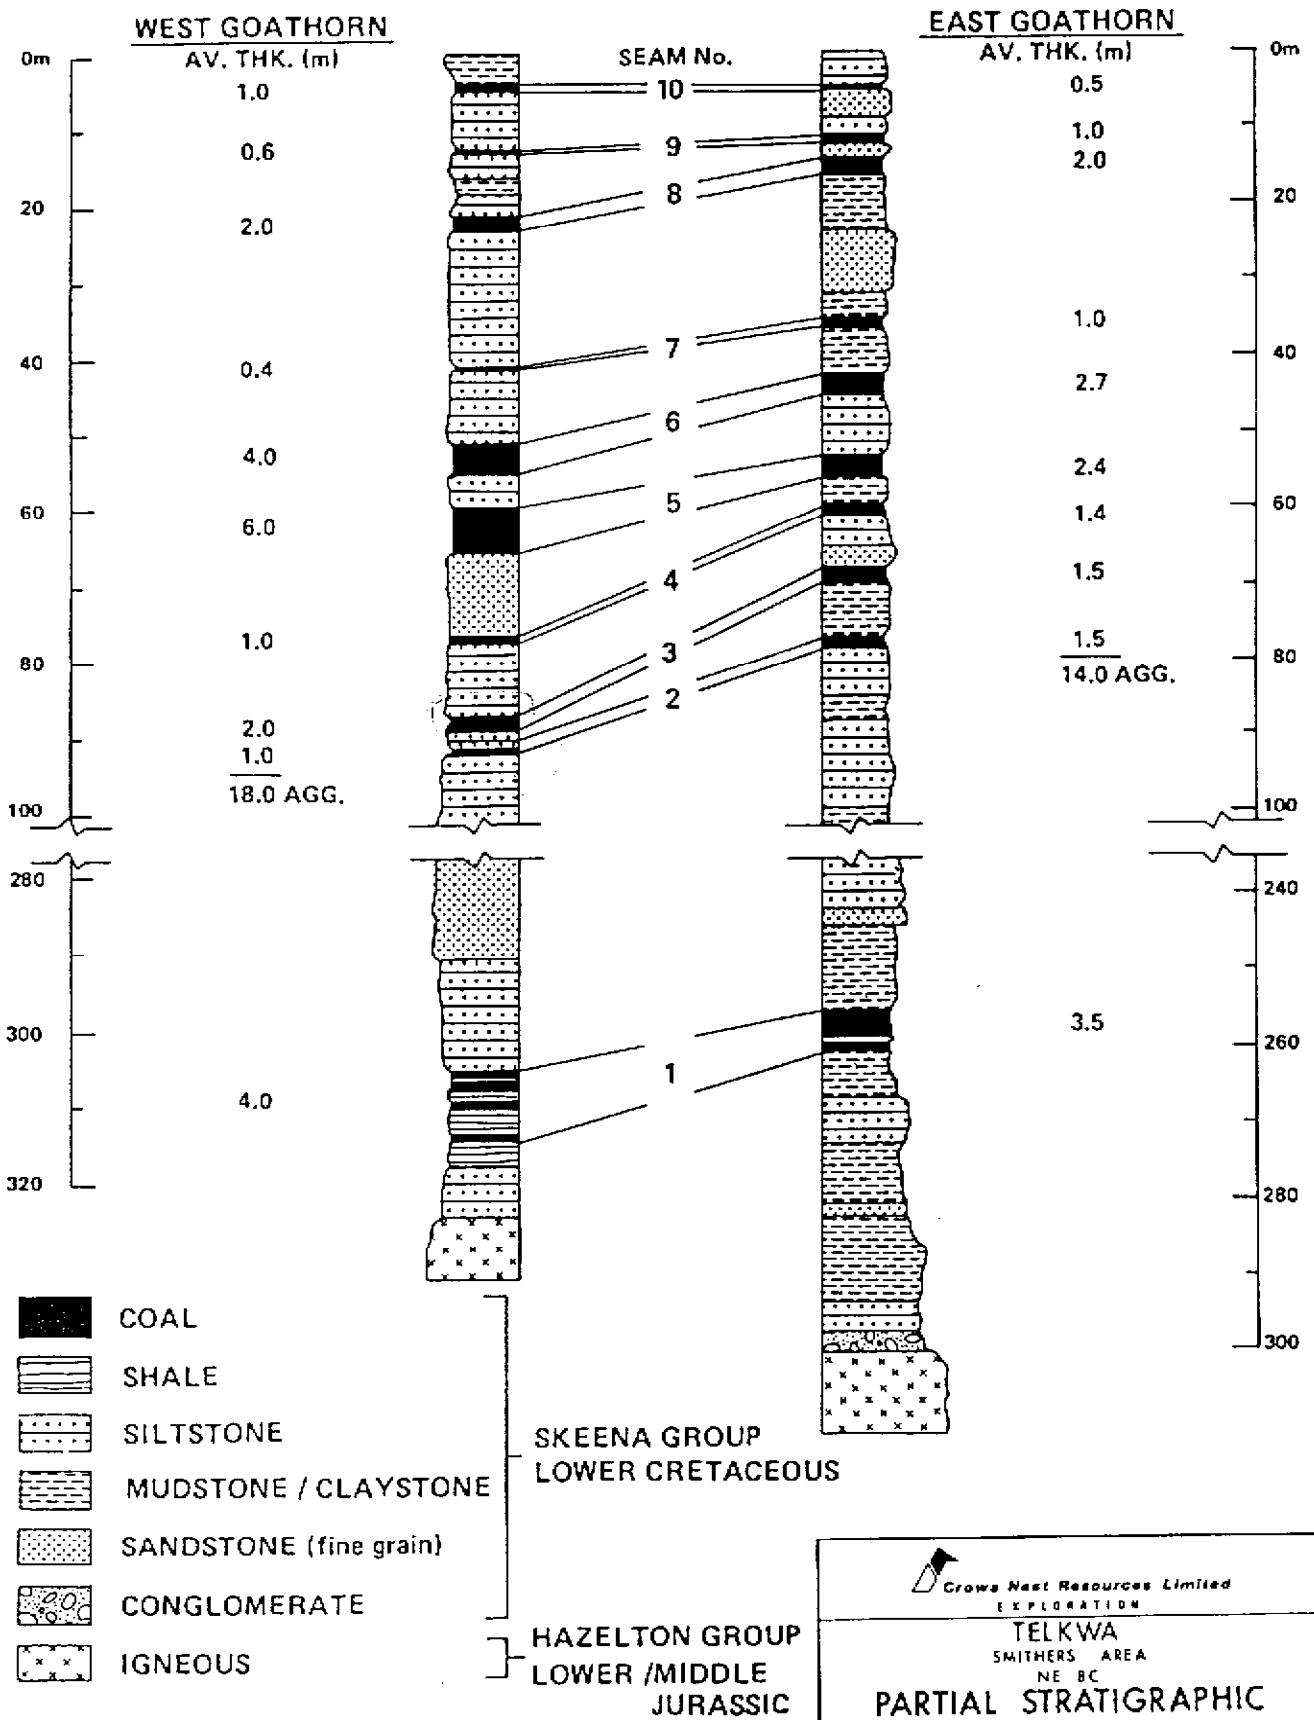 WEST GOATHORN
EAST GOATHORN
AV. THK. (m)
SEAM No.
AV. THK. (m)
0m
0m
1.0
10
0.5
0.6
9
1.0
2.0
20
2.0
8
20
0.4
7
1.0
40
40
4.0
6
2.7
60
6.0
5
2.4
60
1.4
1.0
4
1.5
80
3
1.5
80
2.0
2
14.0 AGG.
1.0
18.0 AGG.
100
100
280
240
300
3.5
260
4.0
1
320
280
300
COAL
SHALE
SILTSTONE
MUDSTONE / CLAYSTONE
SANDSTONE (fine grain)
CONGLOMERATE
IGNEOUS
SKEENA GROUP
LOWER CRETACEOUS
HAZELTON GROUP
LOWER /MIDDLE
JURASSIC
Crows Nest Resources Limited
EXPLORATION
TELKWA
SMITHERS AREA
NE BC
PARTIAL STRATIGRAPHIC